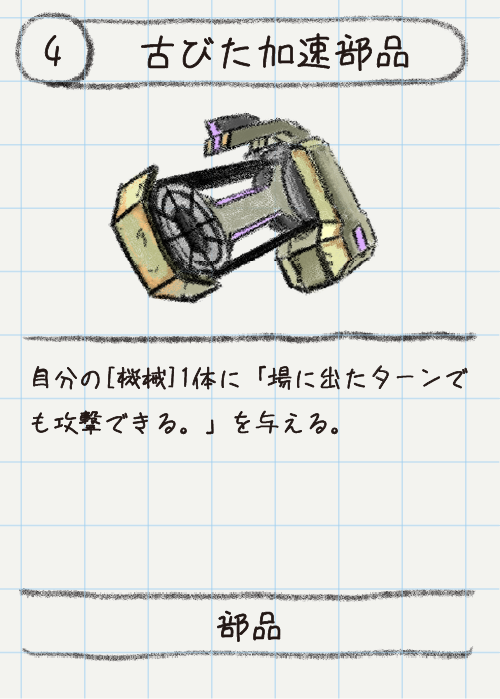 4
古びた加速部品
自分の[機械]1体に「場に出たターンで
も攻撃できる。」を与える。
部品